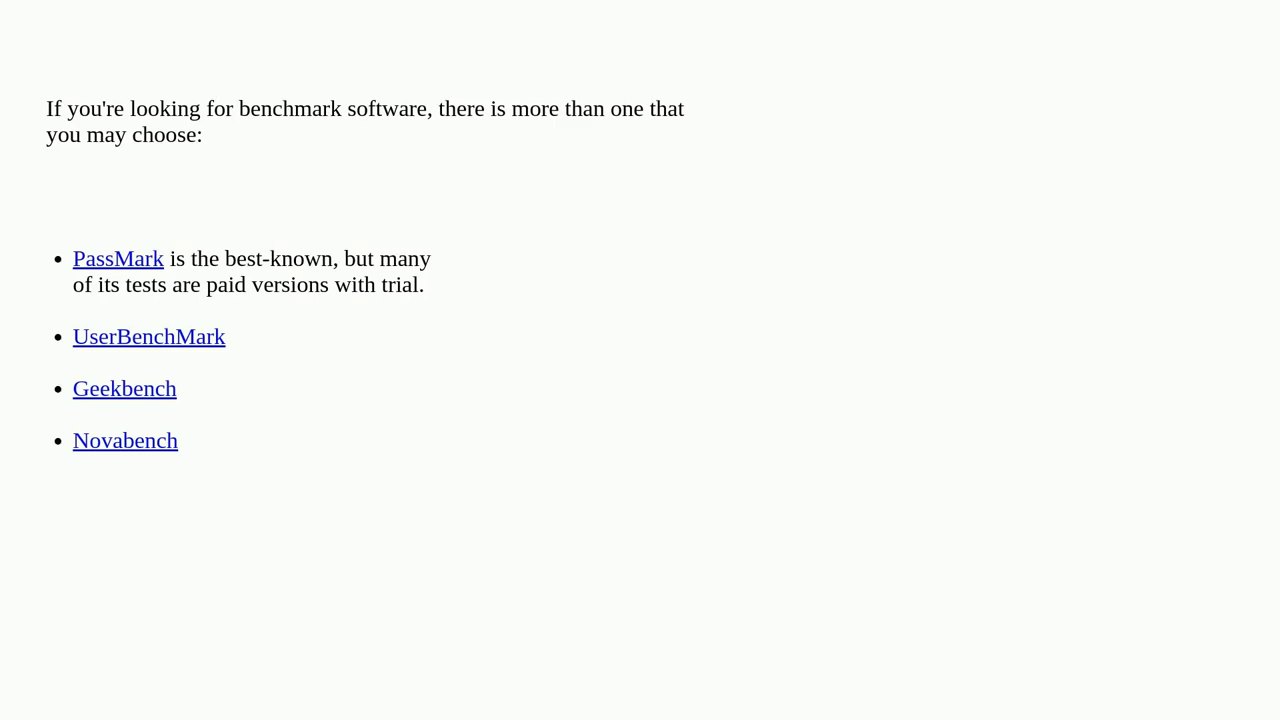 If you're looking for benchmark software, there is more than one that
you may choose:
• PassMark is the best-known, but many
of its tests are paid versions with trial.
• UserBenchMark
• Geekbench
• Novabench